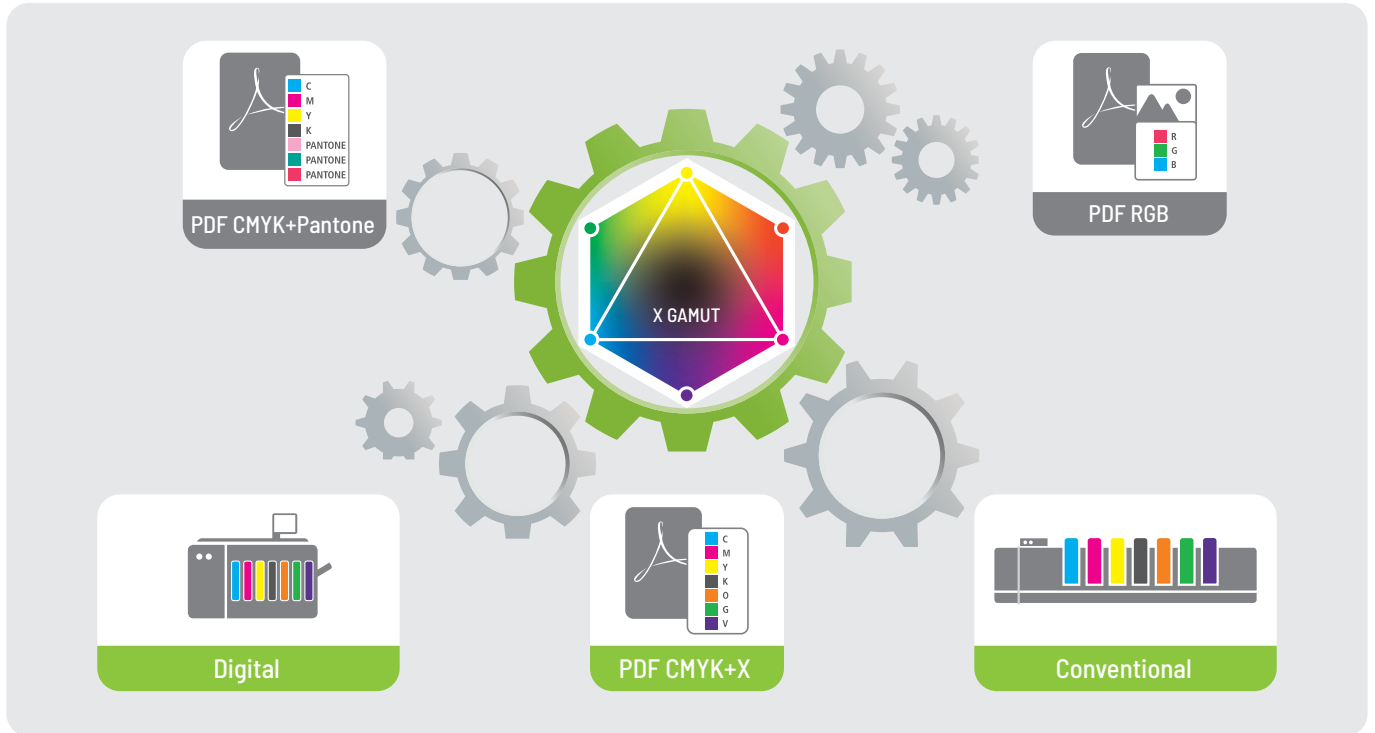 C
M
Y
K
PANTONE
PANTONE
PANTONE
PDF CMYK+Pantone
R
G
B
PDF RGB
X GAMUT
Digital
C
M
Y
K
O
G
V
PDF CMYK+X
Conventional